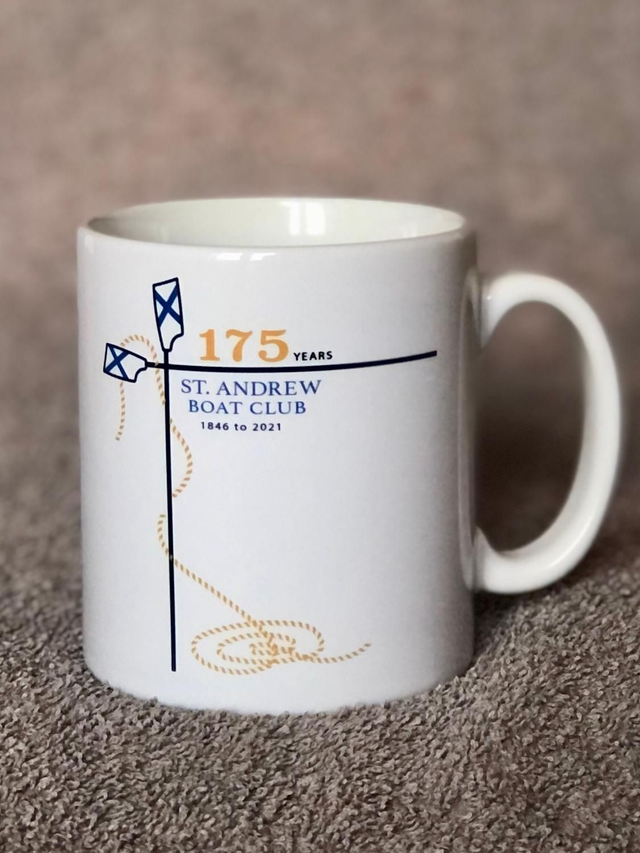 175 YEARS
ST. ANDREW
BOAT CLUB
1846 to 2021